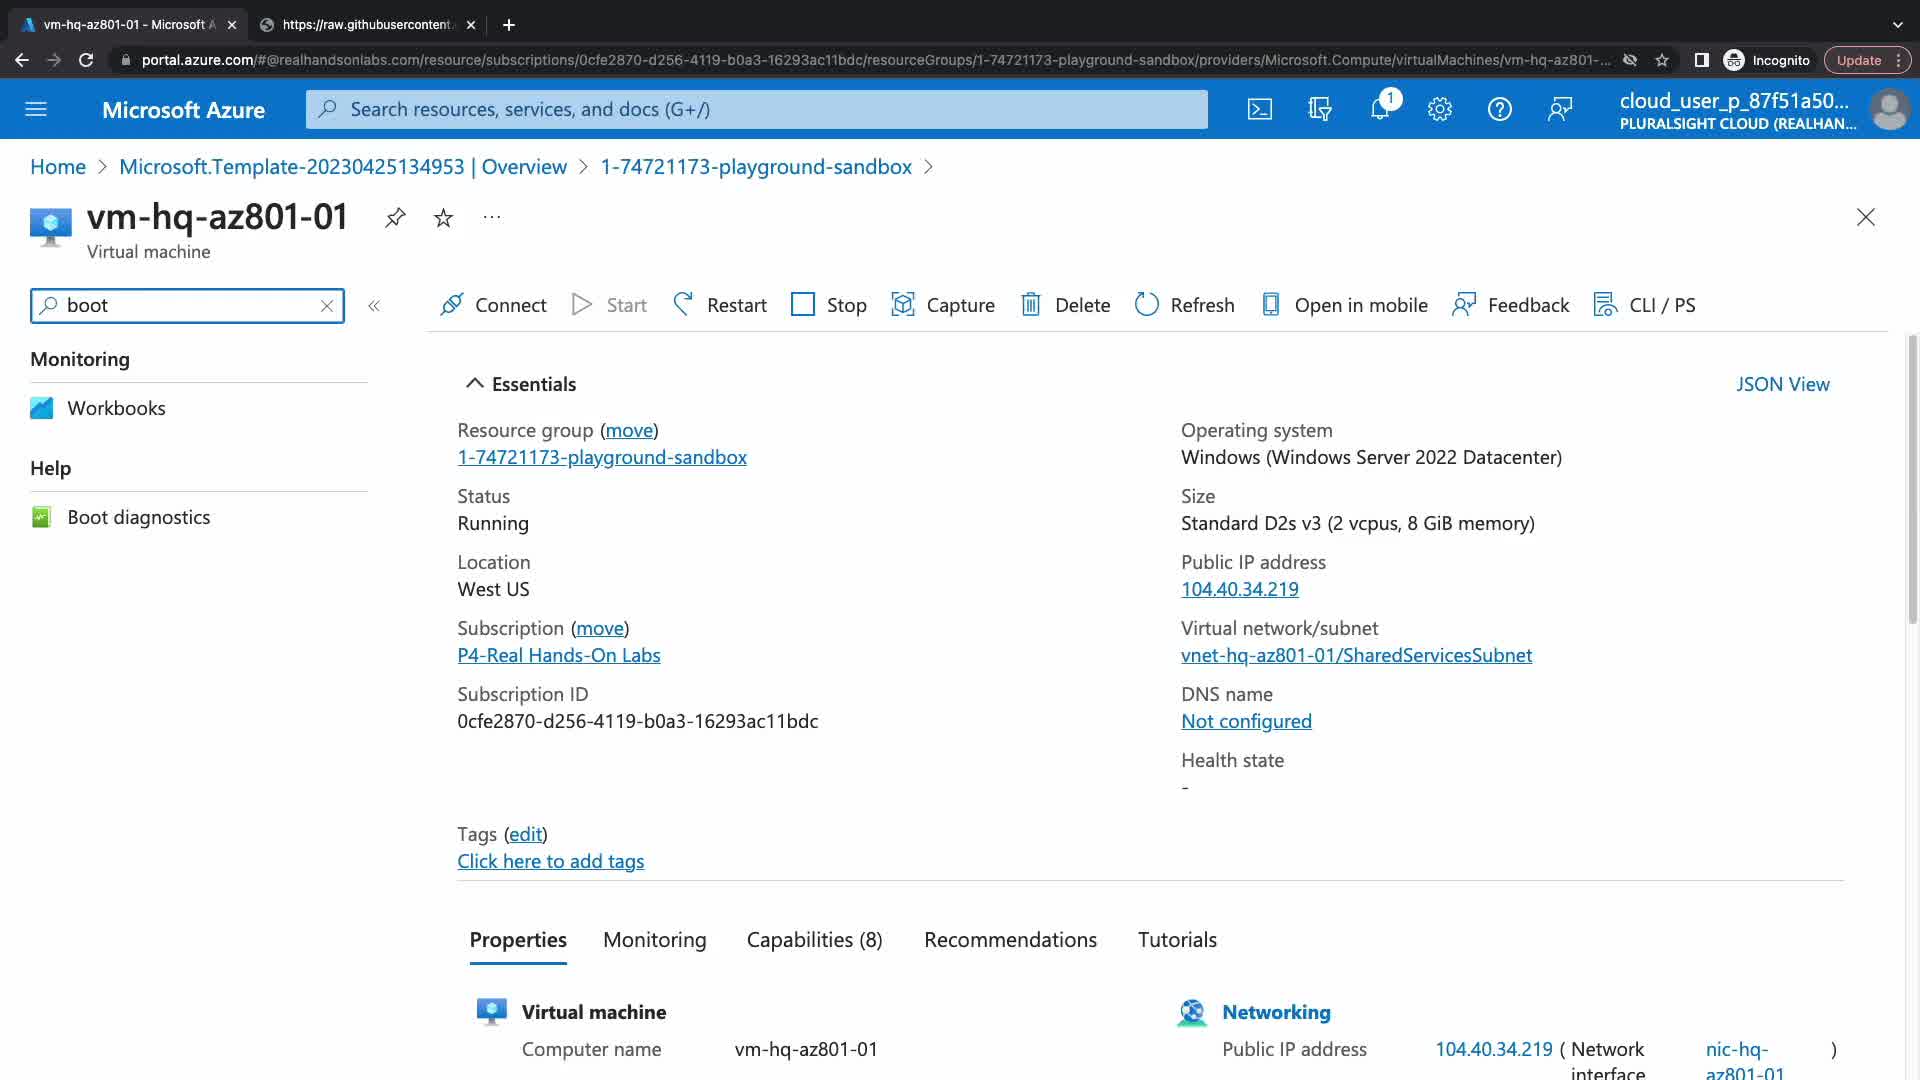 vm-hq-az801-01 - Microsoft A
https://raw.githubusercontent.
portal.azure.com/#@realhandsonlabs.com/resource/subscriptions/0cfe2870-d256-4119-b0a3-16293ac11bdc/resourceGroups/1-74721173-playground-sandbox/providers/Microsoft.Compute/virtualMachines/vm-hq-az801-...
Incognito
Update
Microsoft Azure
Search resources, services, and docs (G+/)
1
cloud_user_p_87f51a50...
PLURALSIGHT CLOUD (REALHAN...
Home > Microsoft.Template-20230425134953 | Overview > 1-74721173-playground-sandbox >
vm-hq-az801-01 ...
Virtual machine
boot
Connect Start Restart Stop Capture Delete Refresh Open in mobile Feedback CLI / PS
Monitoring
Workbooks
Help
Boot diagnostics
Essentials
JSON View
Resource group (move)
1-74721173-playground-sandbox
Status
Running
Location
West US
Subscription (move)
P4-Real Hands-On Labs
Subscription ID
0cfe2870-d256-4119-b0a3-16293ac11bdc
Operating system
Windows (Windows Server 2022 Datacenter)
Size
Standard D2s v3 (2 vcpus, 8 GiB memory)
Public IP address
104.40.34.219
Virtual network/subnet
vnet-hq-az801-01/SharedServicesSubnet
DNS name
Not configured
Health state
-
Tags (edit)
Click here to add tags
Properties Monitoring Capabilities (8) Recommendations Tutorials
Virtual machine
Computer name vm-hq-az801-01
Networking
Public IP address 104.40.34.219 ( Network interface nic-hq-az801-01 )